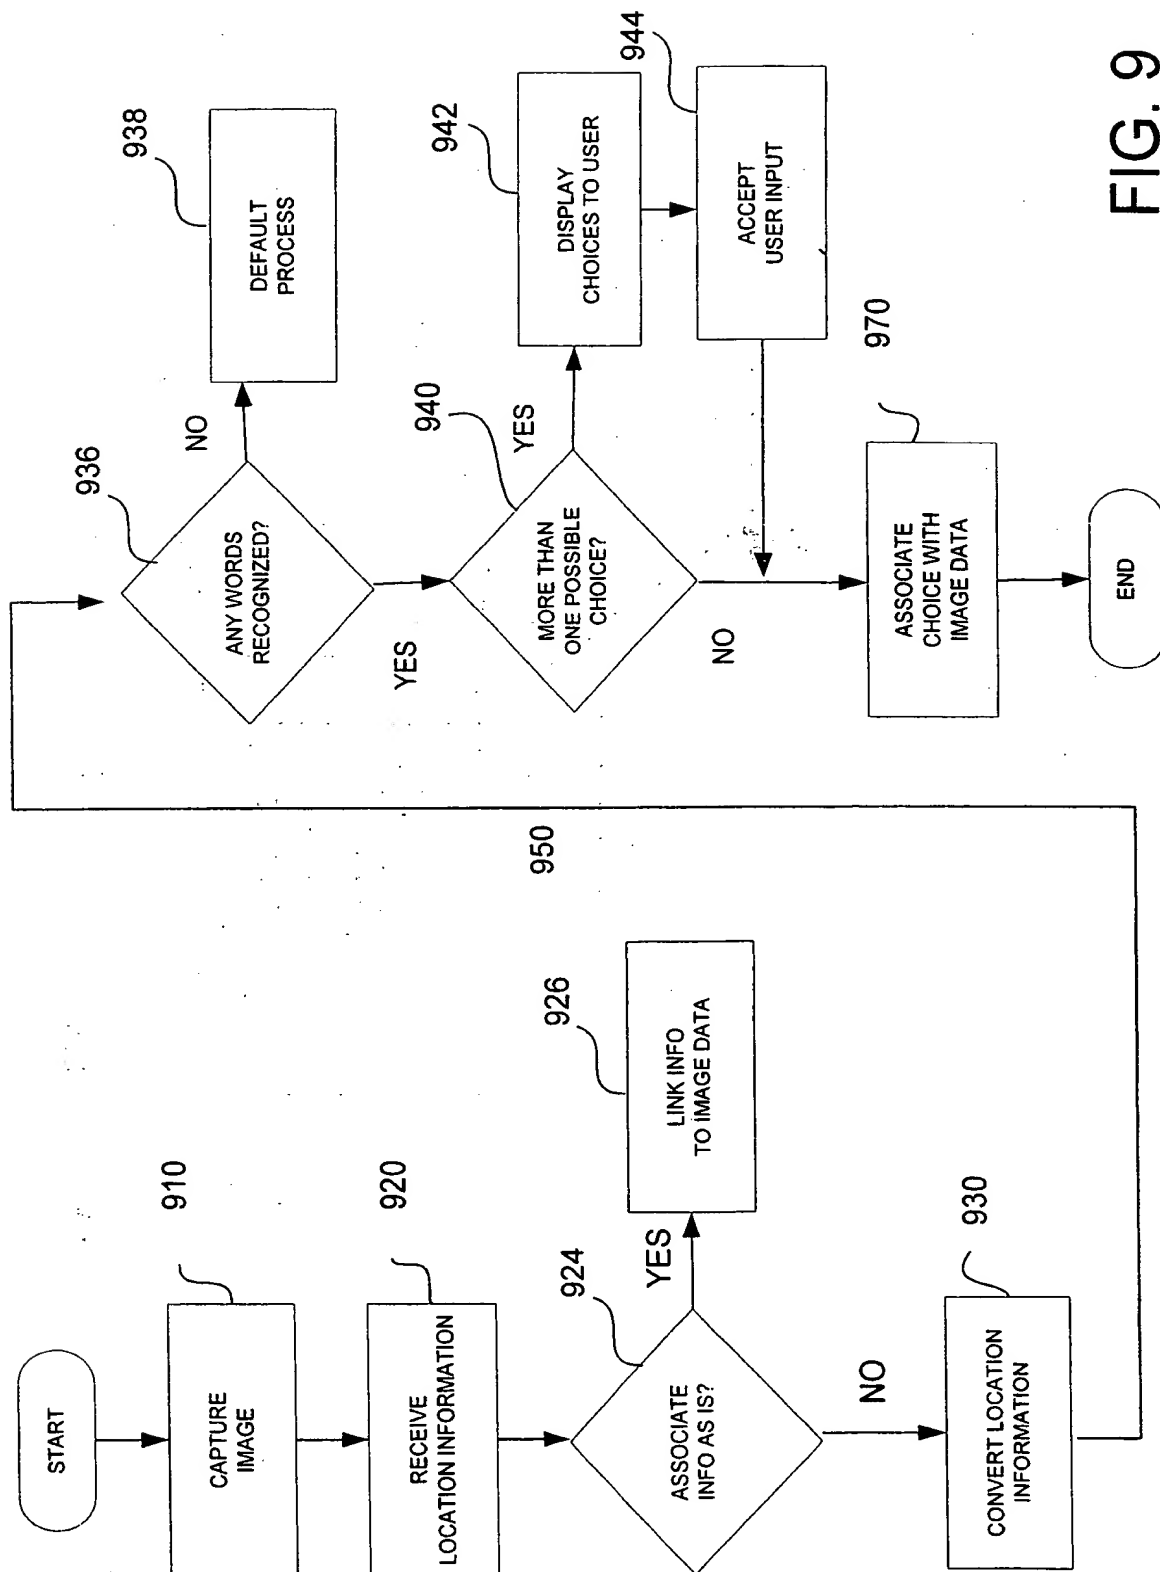 START
CAPTURE
IMAGE
910
RECEIVE
LOCATION INFORMATION
920
ASSOCIATE
INFO AS IS?
924
YES
LINK INFO
TO IMAGE DATA
926
NO
CONVERT LOCATION
INFORMATION
930
950
ANY WORDS
RECOGNIZED?
936
NO
DEFAULT
PROCESS
938
YES
MORE THAN
ONE POSSIBLE
CHOICE?
940
YES
DISPLAY
CHOICES TO USER
942
ACCEPT
USER INPUT
944
NO
ASSOCIATE
CHOICE WITH
IMAGE DATA
970
END
FIG. 9